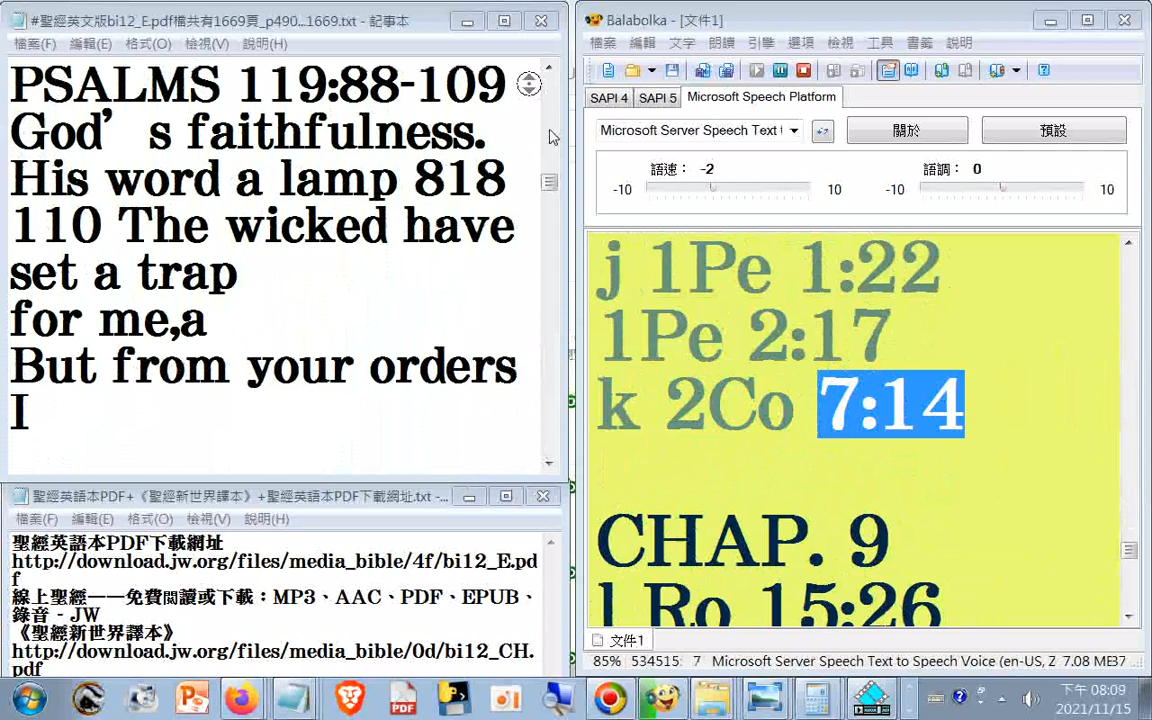 #聖經英文版bi12_E.pdf檔共有1669頁_p490...1669.txt - 記事本
檔案(F) 編輯(E) 格式(O) 檢視(V) 說明(H)
PSALMS 119:88-109
God’s faithfulness.
His word a lamp 818
110 The wicked have
set a trap
for me,a
But from your orders
I
聖經英語本PDF+《聖經新世界譯本》+聖經英語本PDF下載網址.txt -...
檔案(F) 編輯(E) 格式(O) 檢視(V) 說明(H)
聖經英語本PDF下載網址
http://download.jw.org/files/media_bible/4f/bi12_E.pd
f
線上聖經——免費閱讀或下載：MP3、AAC、PDF、EPUB、
錄音 - JW
《聖經新世界譯本》
http://download.jw.org/files/media_bible/0d/bi12_CH.
pdf
Balabolka - [文件1]
檔案 編輯 文字 朗讀 引擎 選項 檢視 工具 書籤 說明
SAPI 4 SAPI 5 Microsoft Speech Platform
Microsoft Server Speech Text 關於 預設
語速： -2 語調： 0
-10 10 -10 10
j 1Pe 1:22
1Pe 2:17
k 2Co 7:14
CHAP. 9
l Ro 15:26
文件1
85% 534515: 7 Microsoft Server Speech Text to Speech Voice (en-US, Z 7.08 ME37
下午 08:09
2021/11/15